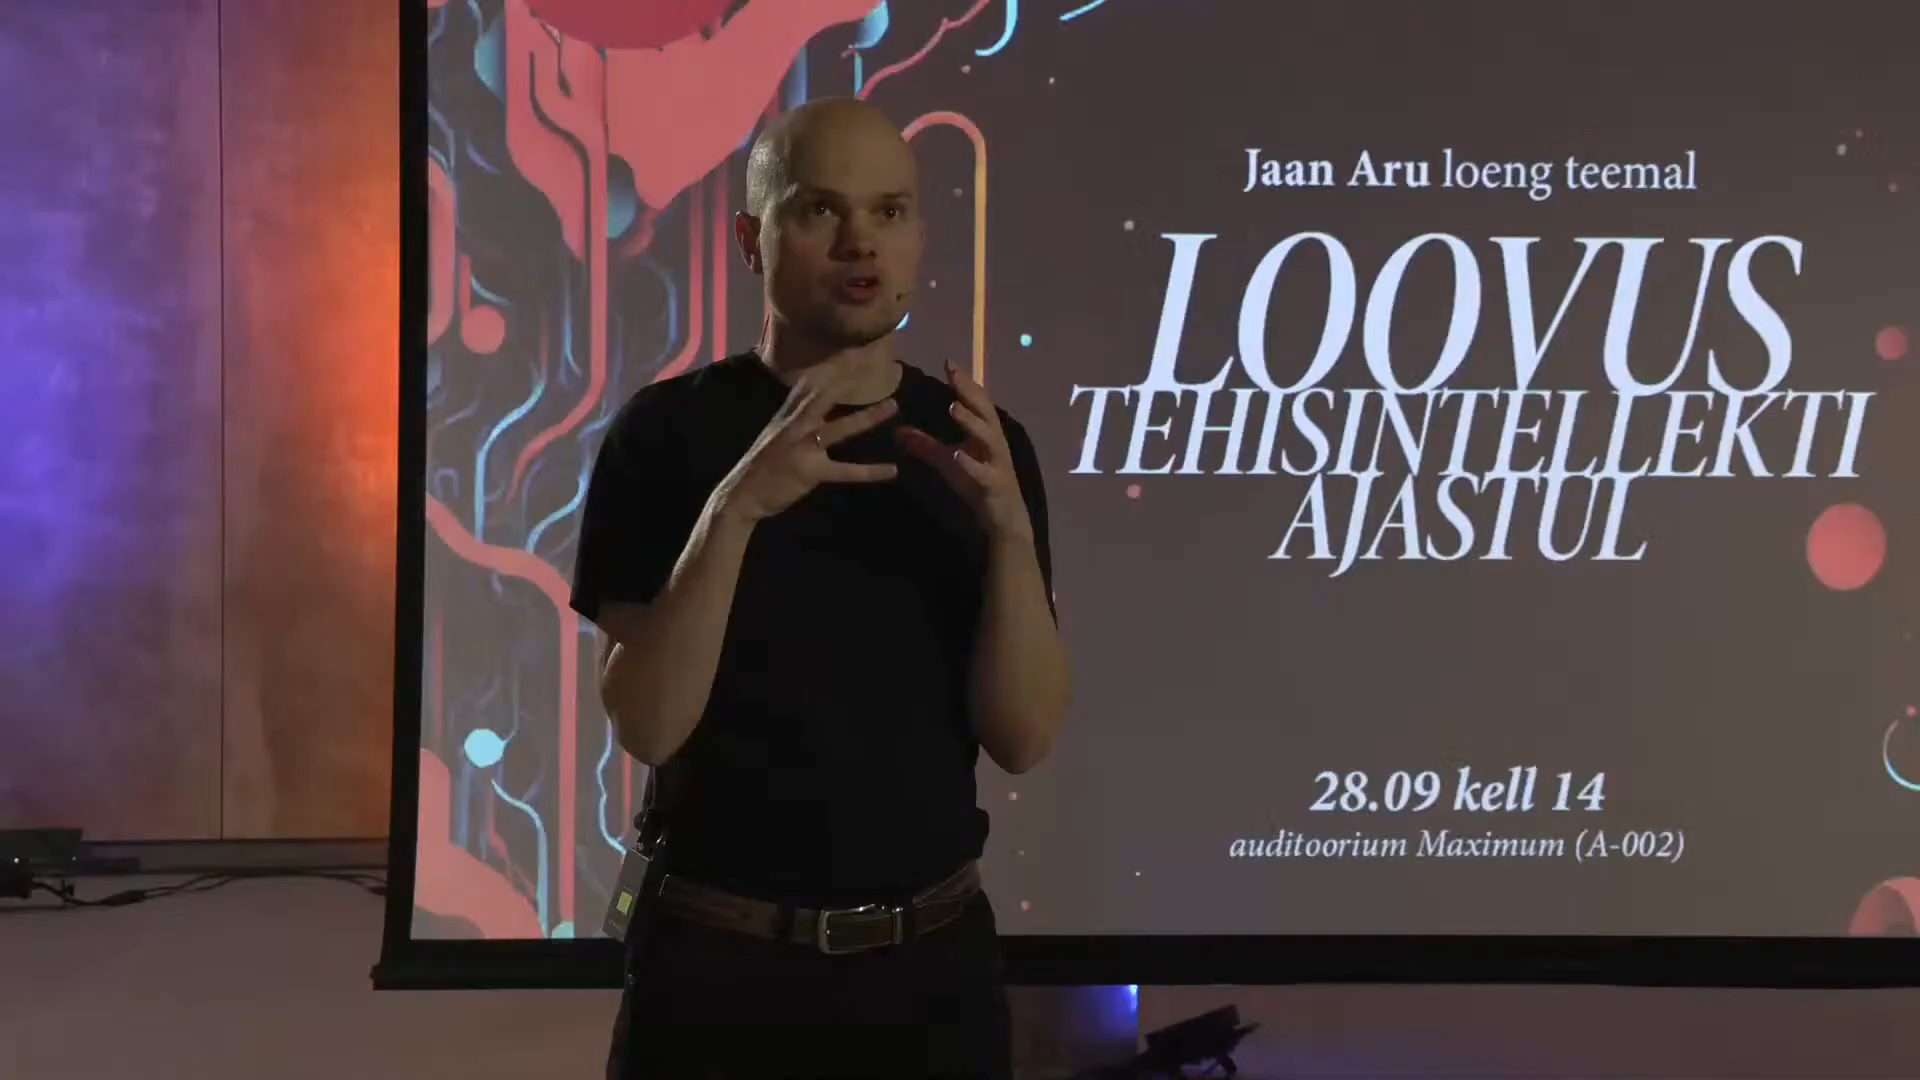 Jaan Aru loeng teemal
LOOVUS
TEHISINTELLEKTI
AJASTUL
28.09 kell 14
auditoorium Maximum (A-002)